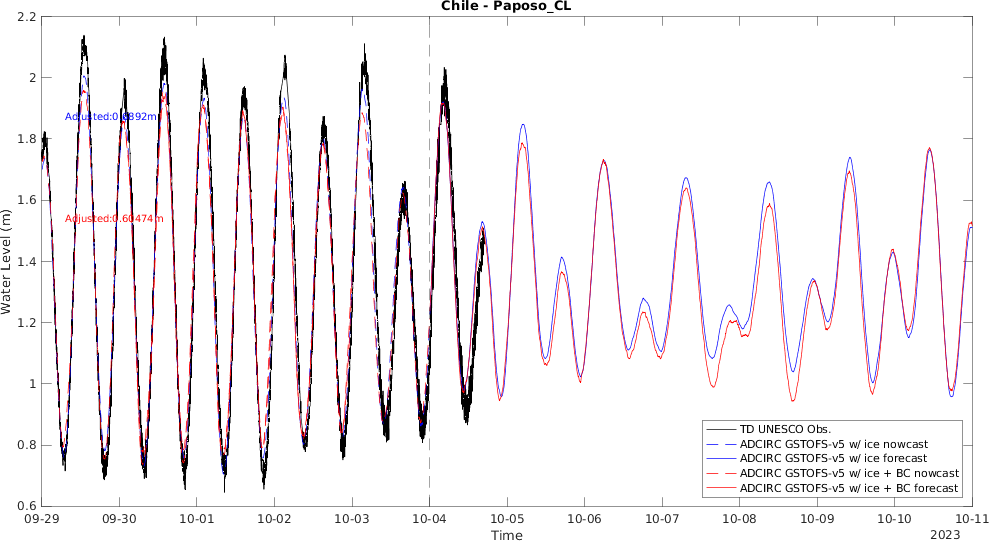 Chile - Paposo_CL
2.2
2
1.8
1.6
1.4
1.2
1
0.8
0.6
Water Level (m)
Adjusted:0.60474m
TD UNESCO Obs.
ADCIRC GSTOFS-v5 w/ ice nowcast
ADCIRC GSTOFS-v5 w/ ice forecast
ADCIRC GSTOFS-v5 w/ ice + BC nowcast
ADCIRC GSTOFS-v5 w/ ice + BC forecast
09-29 09-30 10-01 10-02 10-03 10-04 10-05 10-06 10-07 10-08 10-09 10-10 10-11
Time
2023